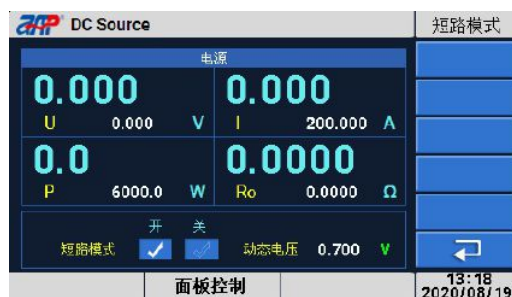 AAP DC Source 短路模式
电源
0.000 0.000
U 0.000 V I 200.000 A
0.0 0.0000
P 6000.0 W Ro 0.0000 Ω
开 关
短路模式 动态电压 0.700 V
面板控制
13:18
2020/08/19